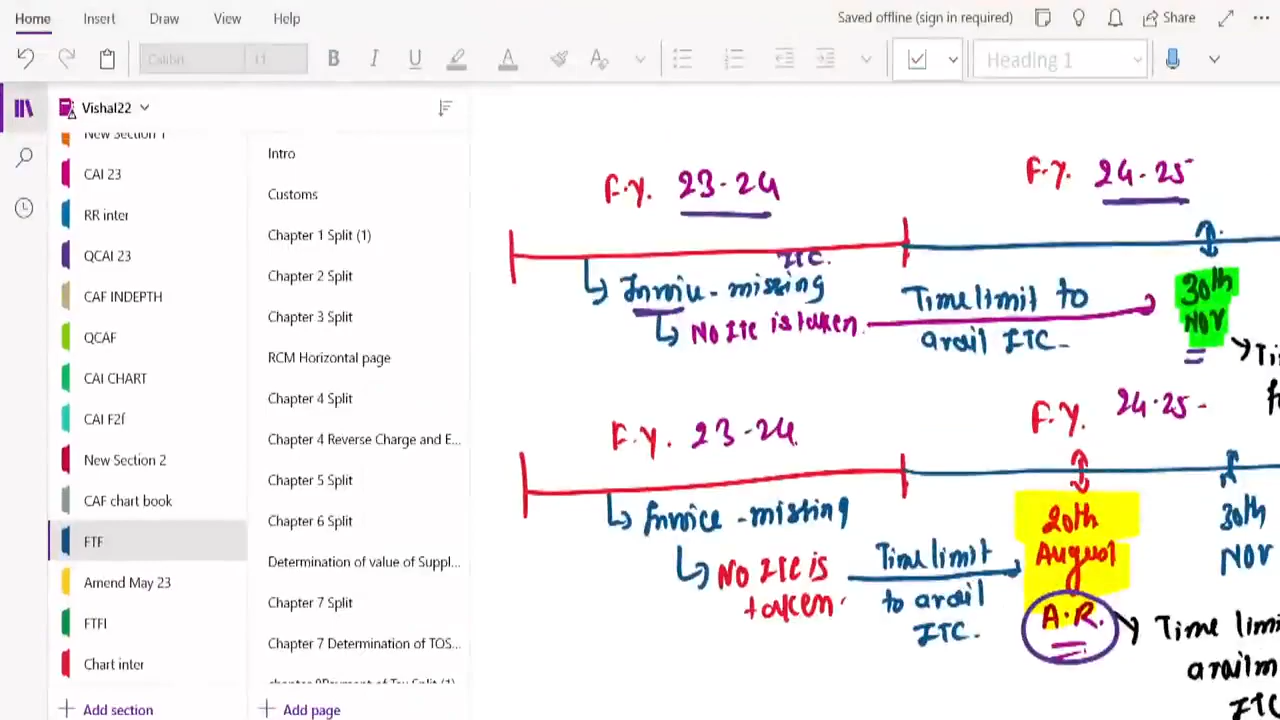 Home Insert Draw View Help
Saved offline (sign in required) Share
Calibri 11 B I U A Heading 1
Vishal22
New Section 1
CAI 23
RR inter
QCAI 23
CAF INDEPTH
QCAF
CAI CHART
CAI F2f
New Section 2
CAF chart book
FTF
Amend May 23
FTFI
Chart inter
Add section
Intro
Customs
Chapter 1 Split (1)
Chapter 2 Split
Chapter 3 Split
RCM Horizontal page
Chapter 4 Split
Chapter 4 Reverse Charge and E...
Chapter 5 Split
Chapter 6 Split
Determination of value of Suppl...
Chapter 7 Split
Chapter 7 Determination of TOS...
Add page
F.y. 23-24
F.y. 24-25
ITC.
Invoice - missing
No ITC is taken
Time limit to
avail ITC.
30th
NOV
F.y. 23-24
F.y. 24-25
Invoice - missing
No ITC is
taken
Time limit
to avail
ITC.
20th
August
A.R.
30th
NOV
Time limi
availm
ITC